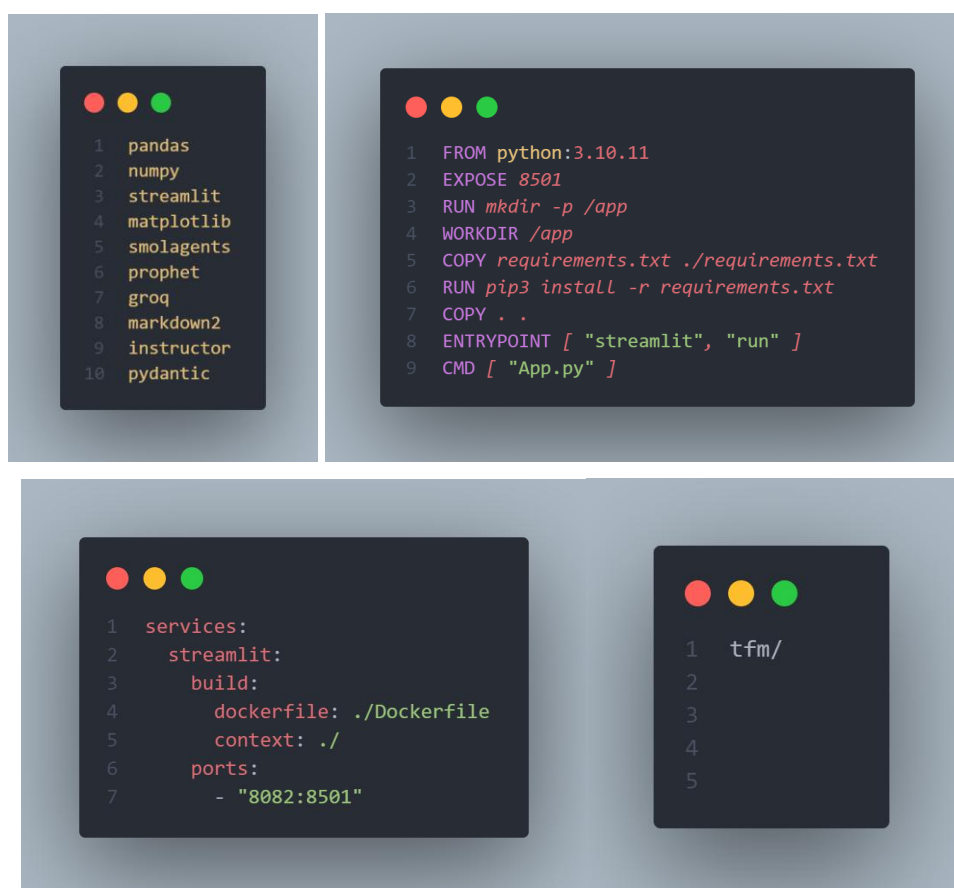 1 pandas
2 numpy
3 streamlit
4 matplotlib
5 smolagents
6 prophet
7 groq
8 markdown2
9 instructor
10 pydantic
1 FROM python:3.10.11
2 EXPOSE 8501
3 RUN mkdir -p /app
4 WORKDIR /app
5 COPY requirements.txt ./requirements.txt
6 RUN pip3 install -r requirements.txt
7 COPY . .
8 ENTRYPOINT [ "streamlit", "run" ]
9 CMD [ "App.py" ]
1 services:
2   streamlit:
3     build:
4       dockerfile: ./Dockerfile
5       context: ./
6     ports:
7       - "8082:8501"
1 tfm/
2
3
4
5